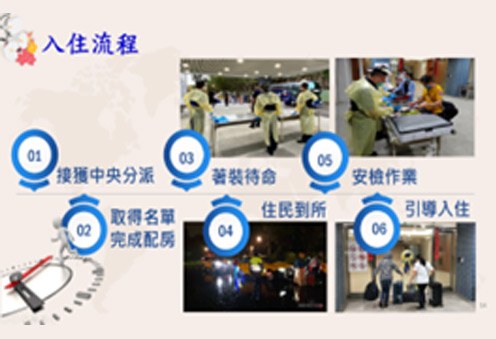 入住流程
01
接獲中央分派
02
取得名單
完成配房
03
著裝待命
04
住民到所
05
安檢作業
06
引導入住